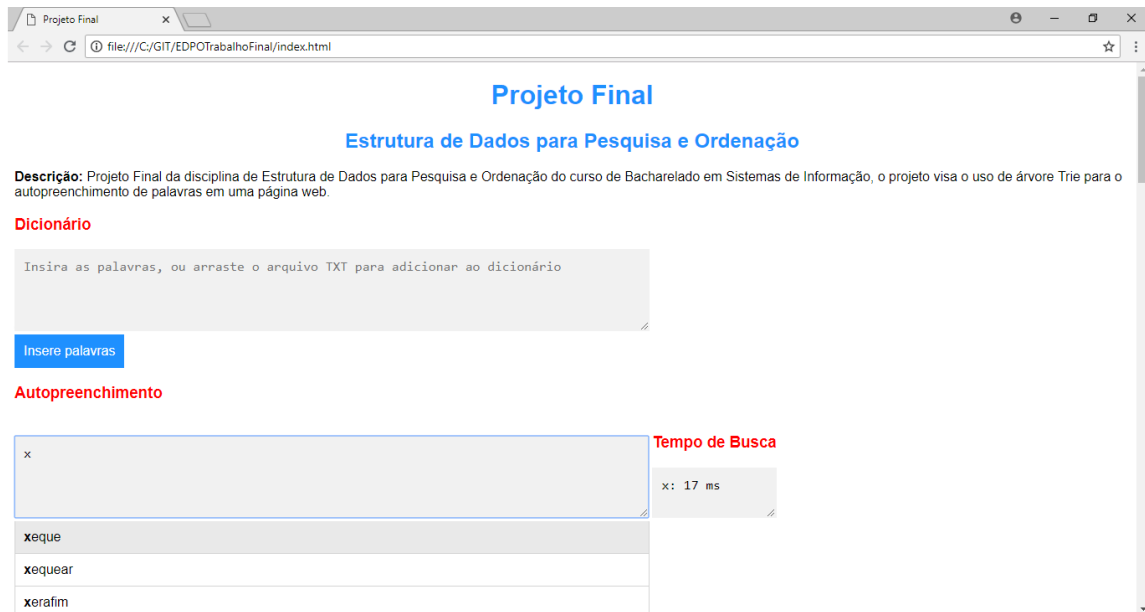 Projeto Final
file:///C:/GIT/EDPOTrabalhoFinal/index.html
Projeto Final
Estrutura de Dados para Pesquisa e Ordenação
Descrição: Projeto Final da disciplina de Estrutura de Dados para Pesquisa e Ordenação do curso de Bacharelado em Sistemas de Informação, o projeto visa o uso de árvore Trie para o
autopreenchimento de palavras em uma página web.
Dicionário
Insira as palavras, ou arraste o arquivo TXT para adicionar ao dicionário
Insere palavras
Autopreenchimento
x
Tempo de Busca
x: 17 ms
xeque
xequear
xerafim